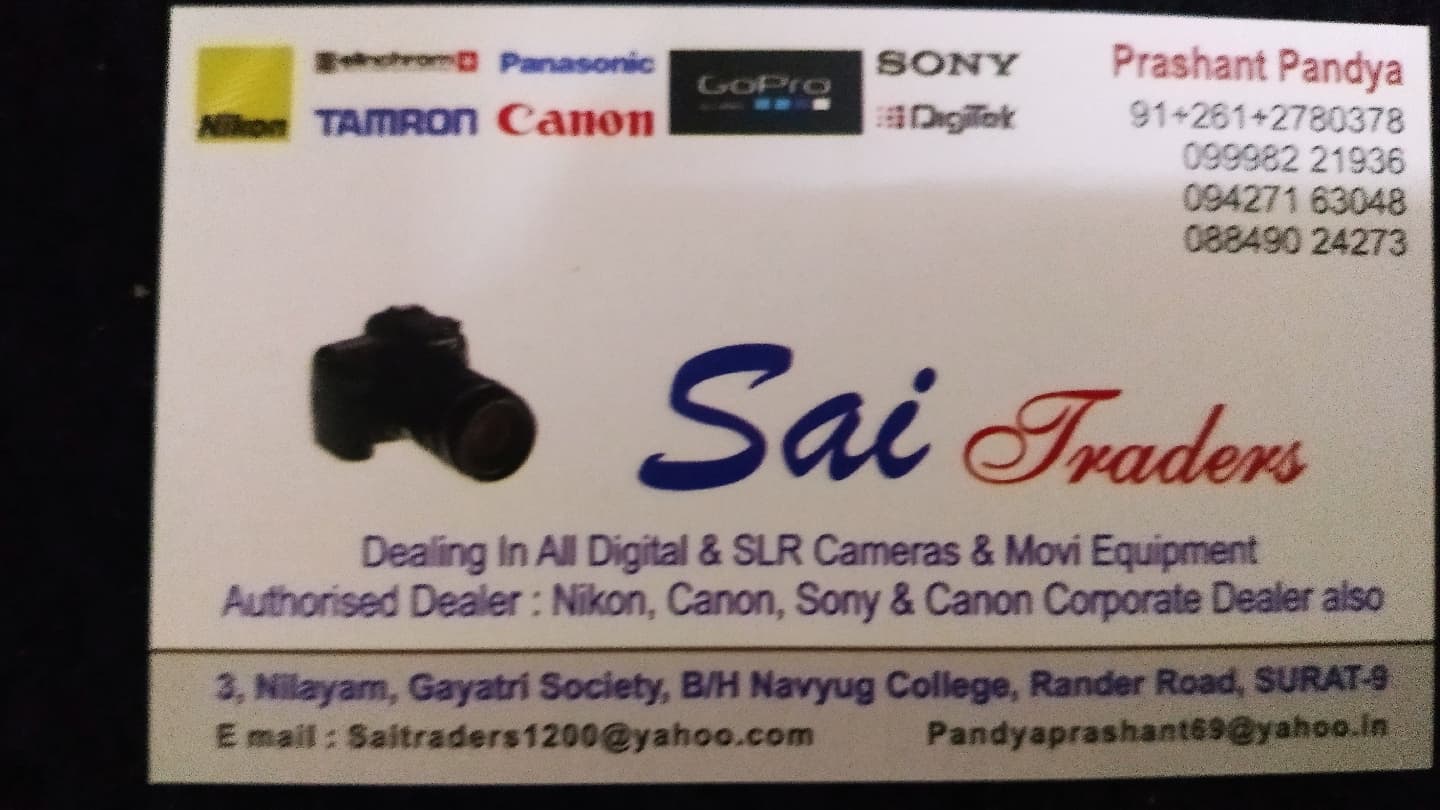 Nikon
elinchrom
Panasonic
TAMRON
Canon
GoPro
SONY
DigiTek
Prashant Pandya
91+261+2780378
099982 21936
094271 63048
088490 24273
Sai Traders
Dealing In All Digital & SLR Cameras & Movi Equipment
Authorised Dealer : Nikon, Canon, Sony & Canon Corporate Dealer also
3, Nilayam, Gayatri Society, B/H Navyug College, Rander Road, SURAT-9
E mail : Saitraders1200@yahoo.com Pandyaprashant69@yahoo.in